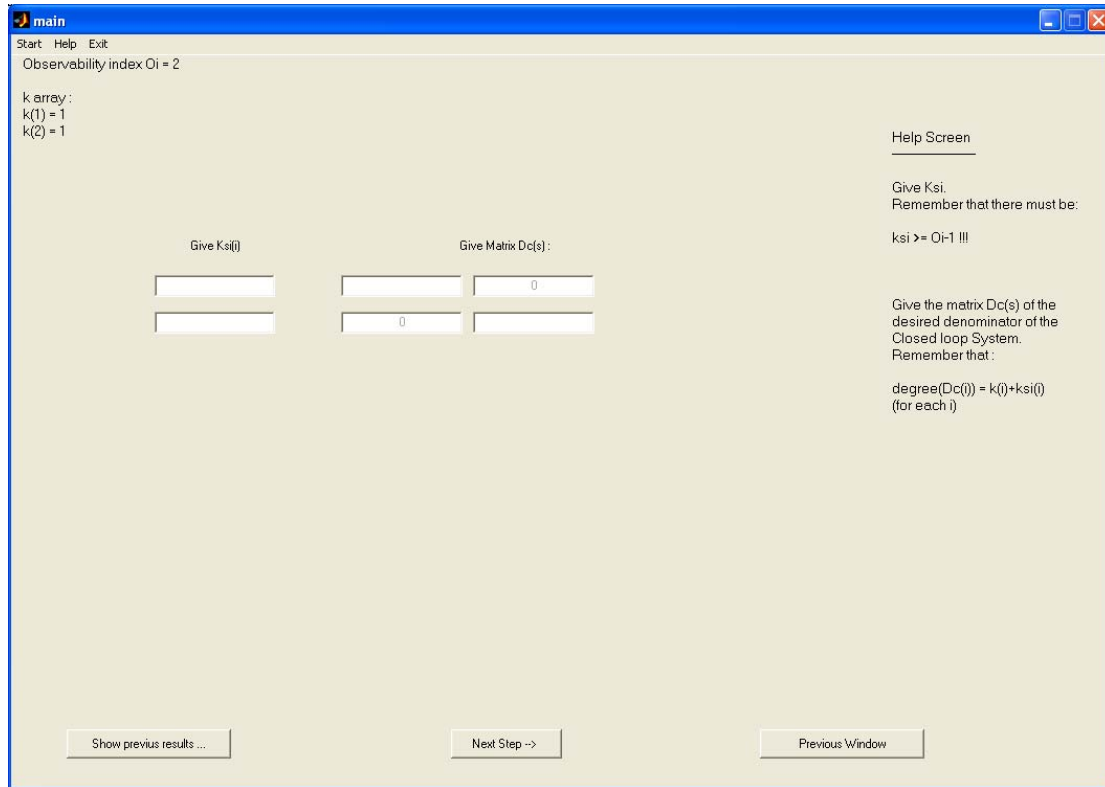 main
Start Help Exit
Observability index Oi = 2
k array :
k(1) = 1
k(2) = 1
Help Screen
Give Ksi.
Remember that there must be:
ksi >= Oi-1 !!!
Give Ksi(i)
Give Matrix Dc(s) :
0
0
Give the matrix Dc(s) of the
desired denominator of the
Closed loop System.
Remember that :
degree(Dc(i)) = k(i)+ksi(i)
(for each i)
Show previus results ...
Next Step -->
Previous Window